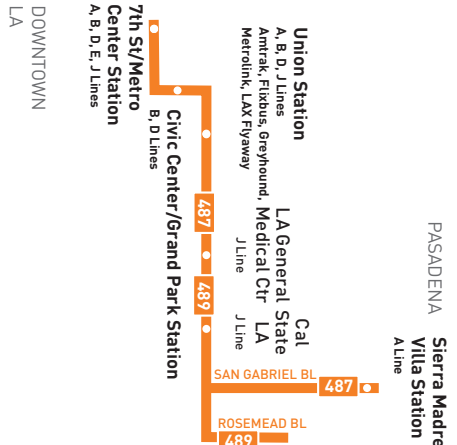 DOWNTOWN
LA
7th St/Metro
Center Station
A, B, D, E, J Lines
Civic Center/Grand Park Station
B, D Lines
Union Station
A, B, D, J Lines
Amtrak, Flixbus, Greyhound,
Metrolink, LAX Flyaway
LA General
Medical Ctr
J Line
Cal
State
LA
J Line
487
489
SAN GABRIEL BL
487
ROSEMEAD BL
489
PASADENA
Sierra Madre
Villa Station
A Line